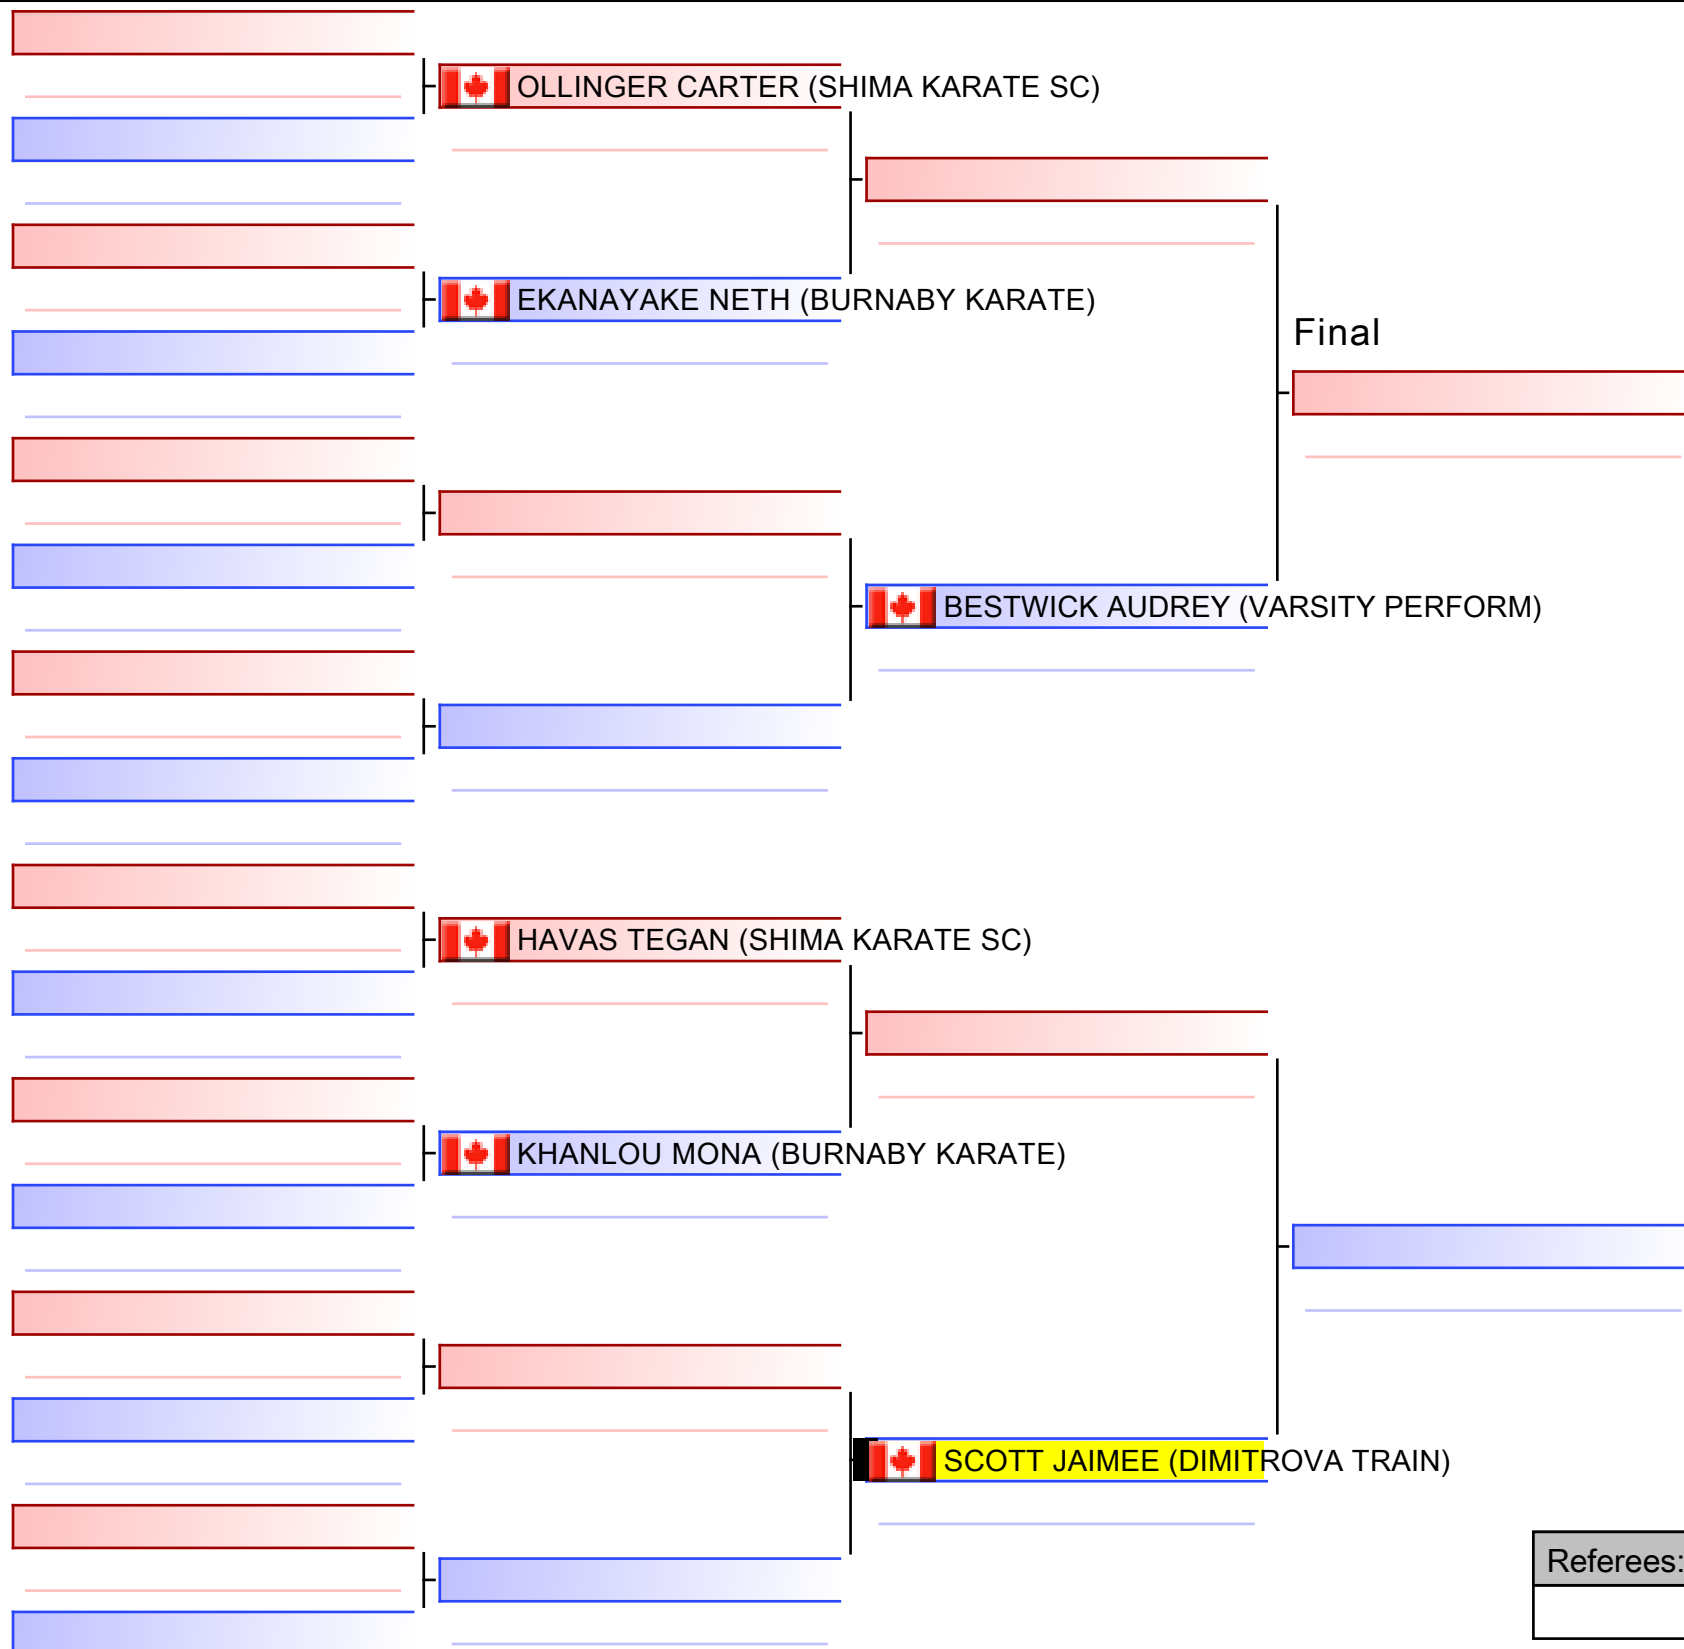 OLLINGER CARTER (SHIMA KARATE SC)
EKANAYAKE NETH (BURNABY KARATE)
Final
BESTWICK AUDREY (VARSITY PERFORM)
HAVAS TEGAN (SHIMA KARATE SC)
KHANLOU MONA (BURNABY KARATE)
SCOTT JAIMEE (DIMITROVA TRAIN)
Referees: